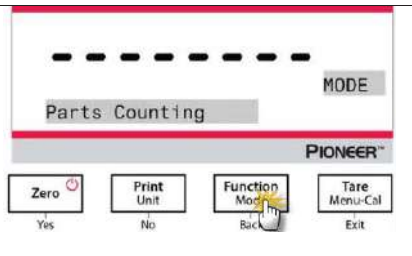 MODE
Parts Counting
PIONEER™
Zero Print Function Tare
Unit Mode Menu-Cal
Yes No Back Exit